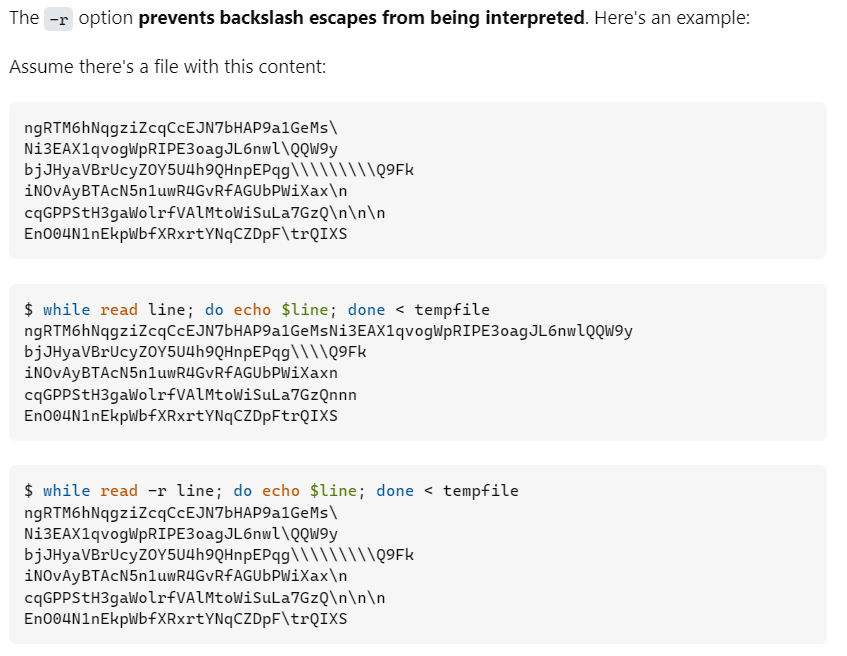 The -r option prevents backslash escapes from being interpreted. Here's an example:
Assume there's a file with this content:
ngRTM6hNqgziZcqCcEJN7bHAP9a1GeMs\
Ni3EAX1qvogWpRIPE3oagJL6nwl\QQW9y
bjJHyaVBrUcyZOY5U4h9QHnpEPqg\\\\\\\\\Q9Fk
iNOvAyBTAcN5n1uwR4GvRfAGUbPWiXax\n
cqGPPStH3gaWolrfVAlMtoWiSuLa7GzQ\n\n\n
EnO04N1nEkpWbfXRxrtYNqCZDpF\trQIXS
$ while read line; do echo $line; done < tempfile
ngRTM6hNqgziZcqCcEJN7bHAP9a1GeMsNi3EAX1qvogWpRIPE3oagJL6nwlQQW9y
bjJHyaVBrUcyZOY5U4h9QHnpEPqg\\\\Q9Fk
iNOvAyBTAcN5n1uwR4GvRfAGUbPWiXaxn
cqGPPStH3gaWolrfVAlMtoWiSuLa7GzQnnn
EnO04N1nEkpWbfXRxrtYNqCZDpFtrQIXS
$ while read -r line; do echo $line; done < tempfile
ngRTM6hNqgziZcqCcEJN7bHAP9a1GeMs\
Ni3EAX1qvogWpRIPE3oagJL6nwl\QQW9y
bjJHyaVBrUcyZOY5U4h9QHnpEPqg\\\\\\\\\Q9Fk
iNOvAyBTAcN5n1uwR4GvRfAGUbPWiXax\n
cqGPPStH3gaWolrfVAlMtoWiSuLa7GzQ\n\n\n
EnO04N1nEkpWbfXRxrtYNqCZDpF\trQIXS